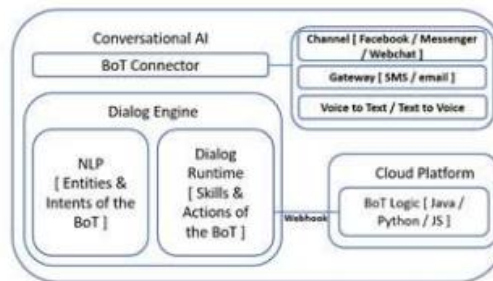 Conversational AI
BoT Connector
Channel [ Facebook / Messenger
/ Webchat ]
Gateway [ SMS / email ]
Voice to Text / Text to Voice
Dialog Engine
NLP
[ Entities &
Intents of the
BoT ]
Dialog
Runtime
[ Skills &
Actions of
the BoT ]
Webhook
Cloud Platform
BoT Logic [ Java /
Python / JS ]